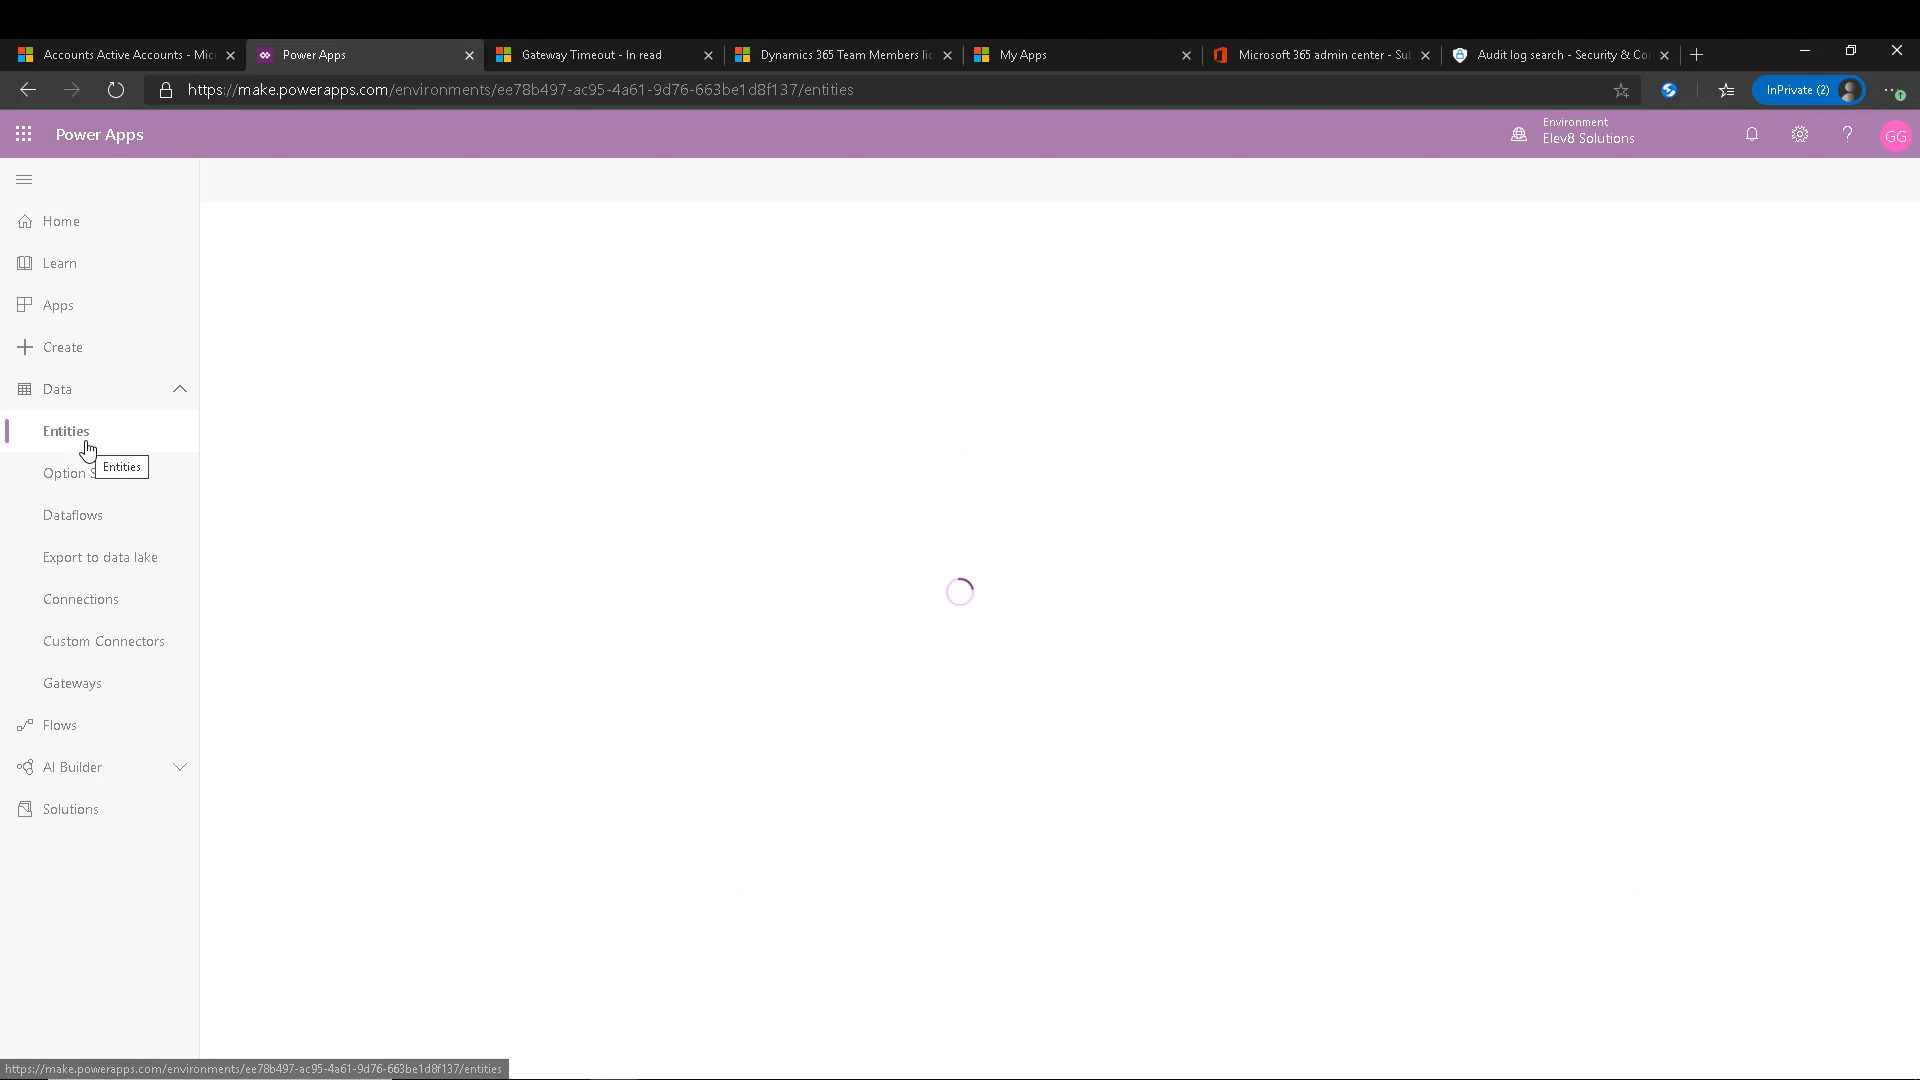 Accounts Active Accounts - Mic
Power Apps
Gateway Timeout - In read
Dynamics 365 Team Members lic
My Apps
Microsoft 365 admin center - Su
Audit log search - Security & Co
https://make.powerapps.com/environments/ee78b497-ac95-4a61-9d76-663be1d8f137/entities
InPrivate (2)
Power Apps
Environment
Elev8 Solutions
GG
Home
Learn
Apps
Create
Data
Entities
Entities
Option S
Dataflows
Export to data lake
Connections
Custom Connectors
Gateways
Flows
AI Builder
Solutions
https://make.powerapps.com/environments/ee78b497-ac95-4a61-9d76-663be1d8f137/entities